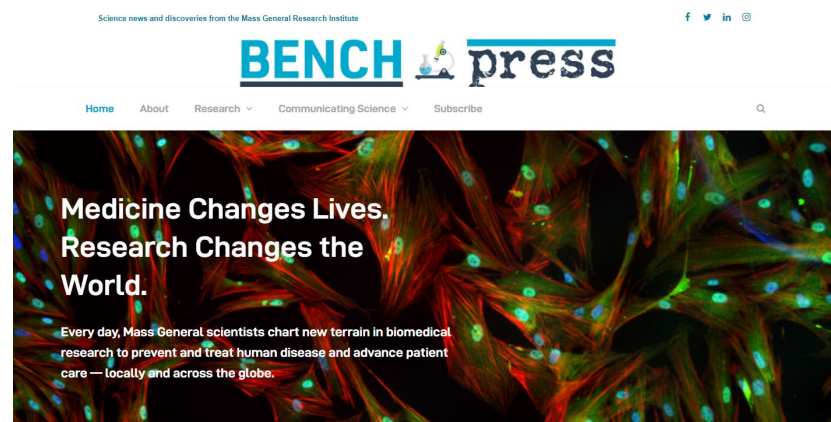 Science news and discoveries from the Mass General Research Institute
BENCH press
Home About Research Communicating Science Subscribe
Medicine Changes Lives.
Research Changes the
World.
Every day, Mass General scientists chart new terrain in biomedical
research to prevent and treat human disease and advance patient
care — locally and across the globe.